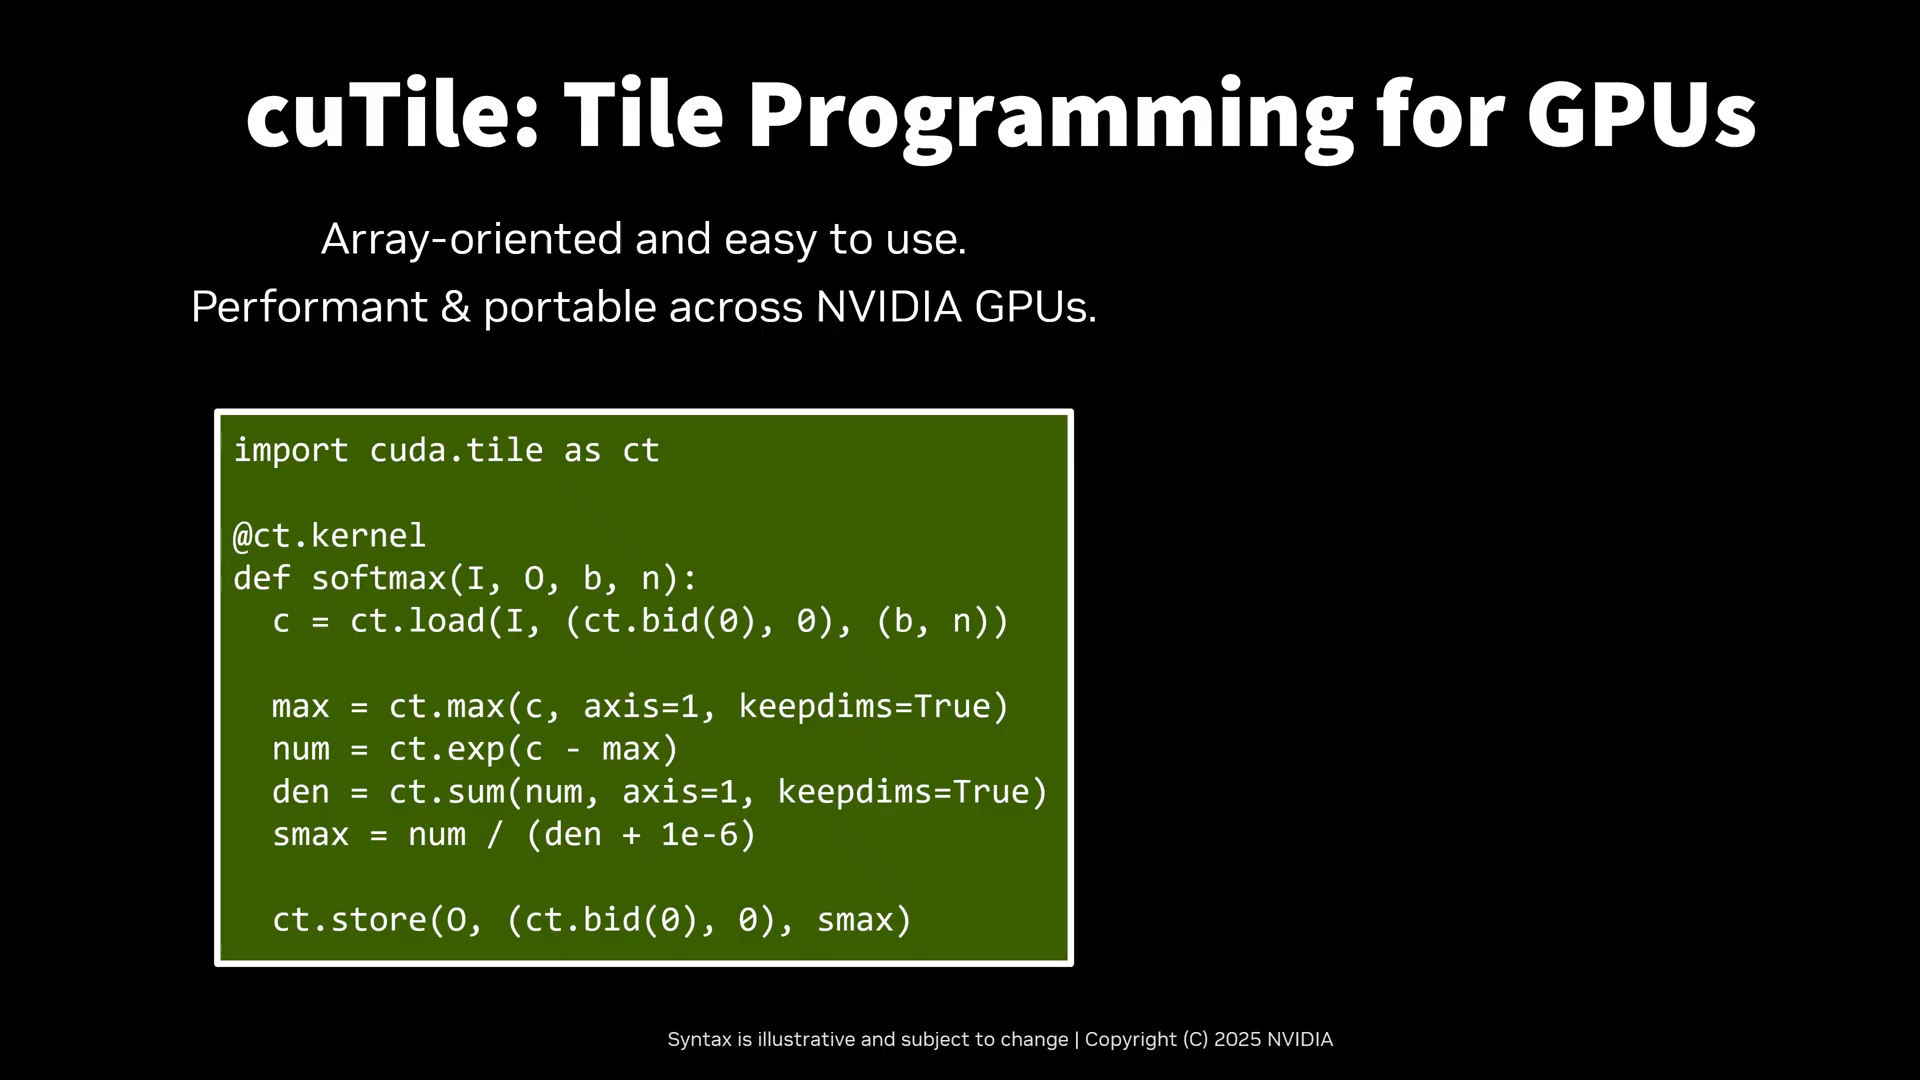 cuTile: Tile Programming for GPUs
Array-oriented and easy to use.
Performant & portable across NVIDIA GPUs.
import cuda.tile as ct
@ct.kernel
def softmax(I, O, b, n):
  c = ct.load(I, (ct.bid(0), 0), (b, n))
  max = ct.max(c, axis=1, keepdims=True)
  num = ct.exp(c - max)
  den = ct.sum(num, axis=1, keepdims=True)
  smax = num / (den + 1e-6)
  ct.store(O, (ct.bid(0), 0), smax)
Syntax is illustrative and subject to change | Copyright (C) 2025 NVIDIA